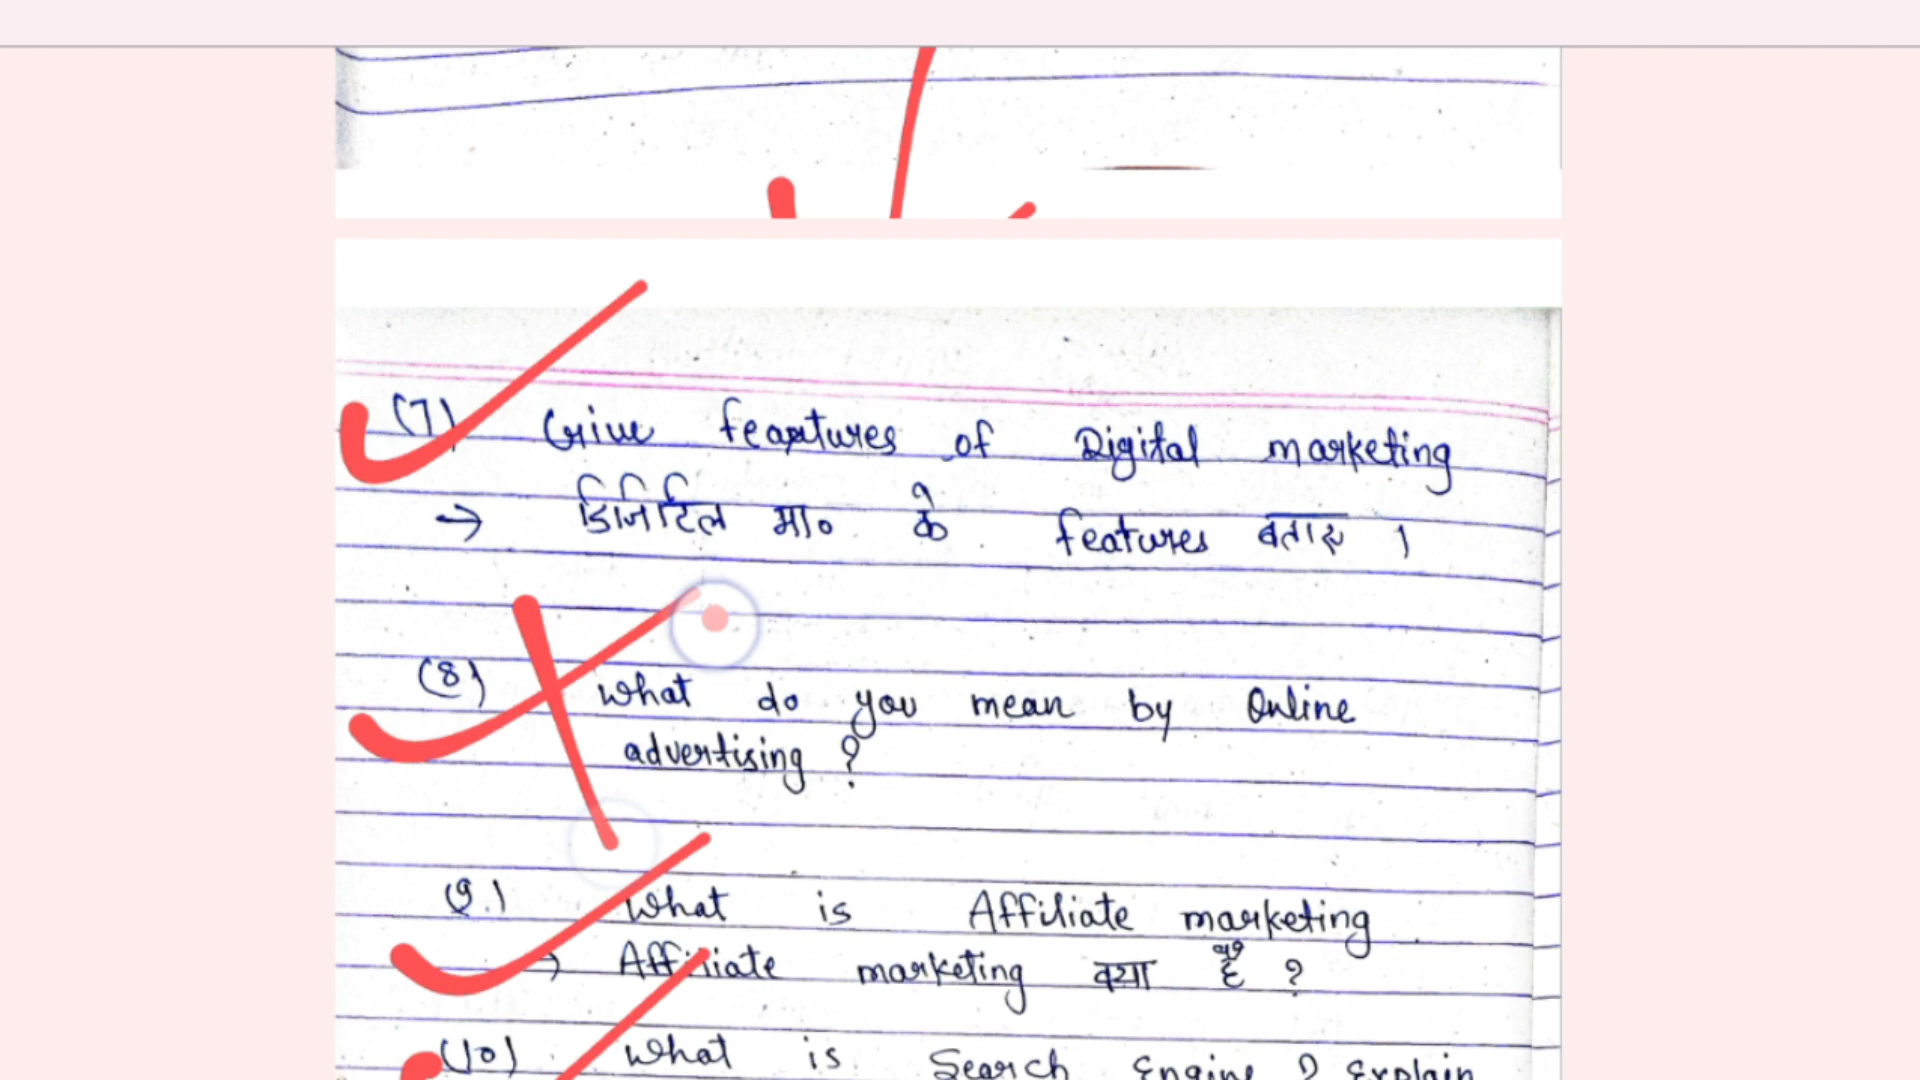 (7) Give features of Digital marketing
→ डिजिटिल मा० के features बताइए ।
(8) What do you mean by Online
advertising ?
(9.) What is Affiliate marketing
→ Affiliate marketing क्या है ?
(10) What is Search Engine ? Explain